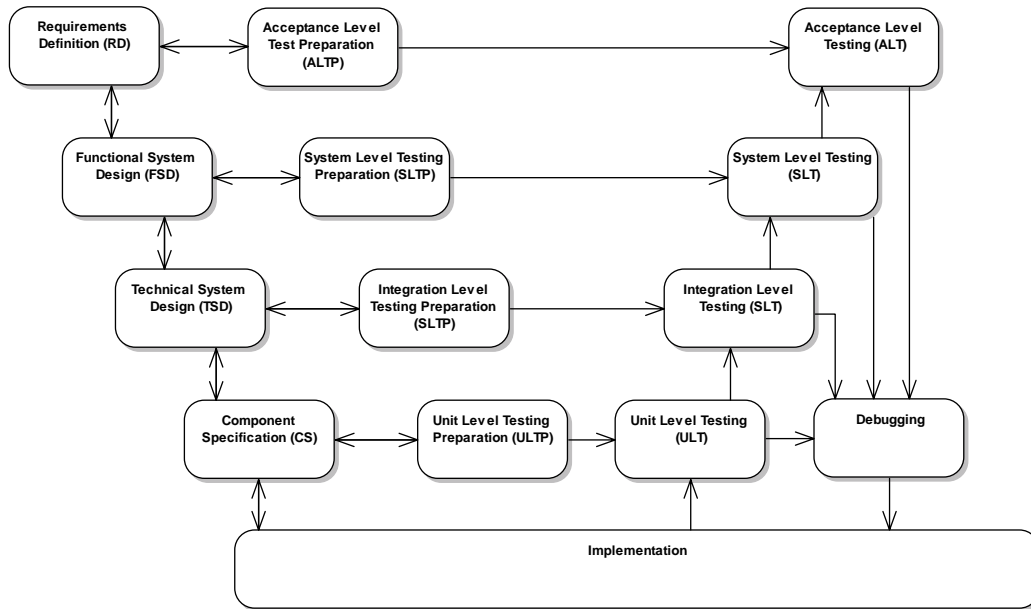 Requirements
Definition (RD)
Acceptance Level
Test Preparation
(ALTP)
Acceptance Level
Testing (ALT)
Functional System
Design (FSD)
System Level Testing
Preparation (SLTP)
System Level Testing
(SLT)
Technical System
Design (TSD)
Integration Level
Testing Preparation
(SLTP)
Integration Level
Testing (SLT)
Component
Specification (CS)
Unit Level Testing
Preparation (ULTP)
Unit Level Testing
(ULT)
Debugging
Implementation